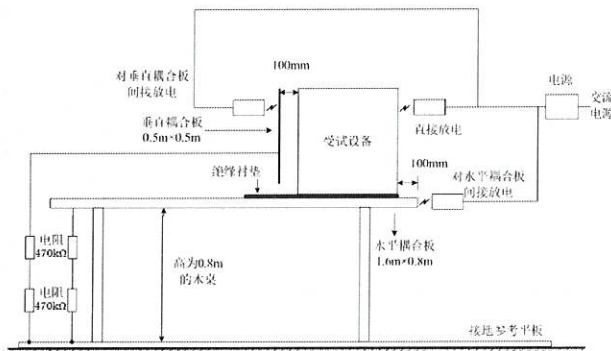 100mm
对垂直耦合板
间接放电
垂直耦合板
0.5m×0.5m
受试设备
直接放电
电源
交流
电源
绝缘衬垫
100mm
对水平耦合板
间接放电
水平耦合板
1.6m×0.8m
高为0.8m
的木桌
电阻
470kΩ
电阻
470kΩ
接地参考平板